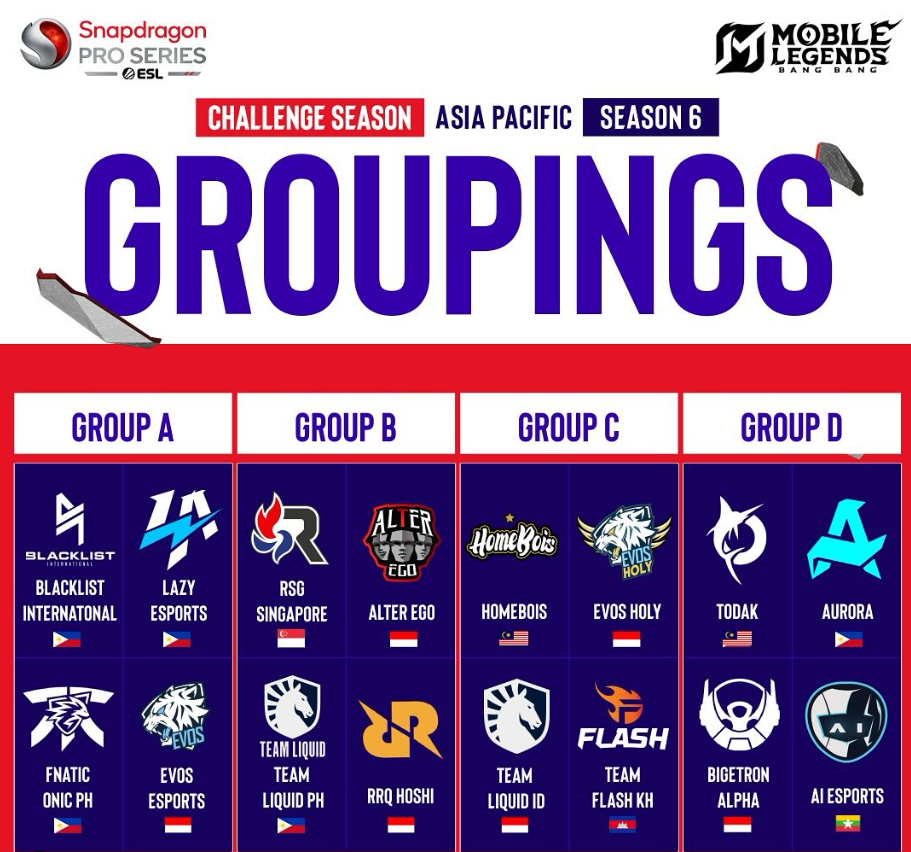 Snapdragon
PRO SERIES
ESL
MOBILE
LEGENDS
BANG BANG
CHALLENGE SEASON ASIA PACIFIC SEASON 6
GROUPINGS
GROUP A
BLACKLIST
INTERNATIONAL
BLACKLIST
INTERNATONAL
LA
LAZY
ESPORTS
FNATIC
ONIC PH
EVOS
EVOS
ESPORTS
GROUP B
R
RSG
SINGAPORE
ALTER
EGO
ALTER EGO
TEAM LIQUID
TEAM
LIQUID PH
RR
RRQ HOSHI
GROUP C
HomeBois
HOMEBOIS
EVOS
HOLY
EVOS HOLY
TEAM
LIQUID ID
FLASH
TEAM
FLASH KH
GROUP D
TODAK
A
AURORA
BIGETRON
ALPHA
AI
AI ESPORTS